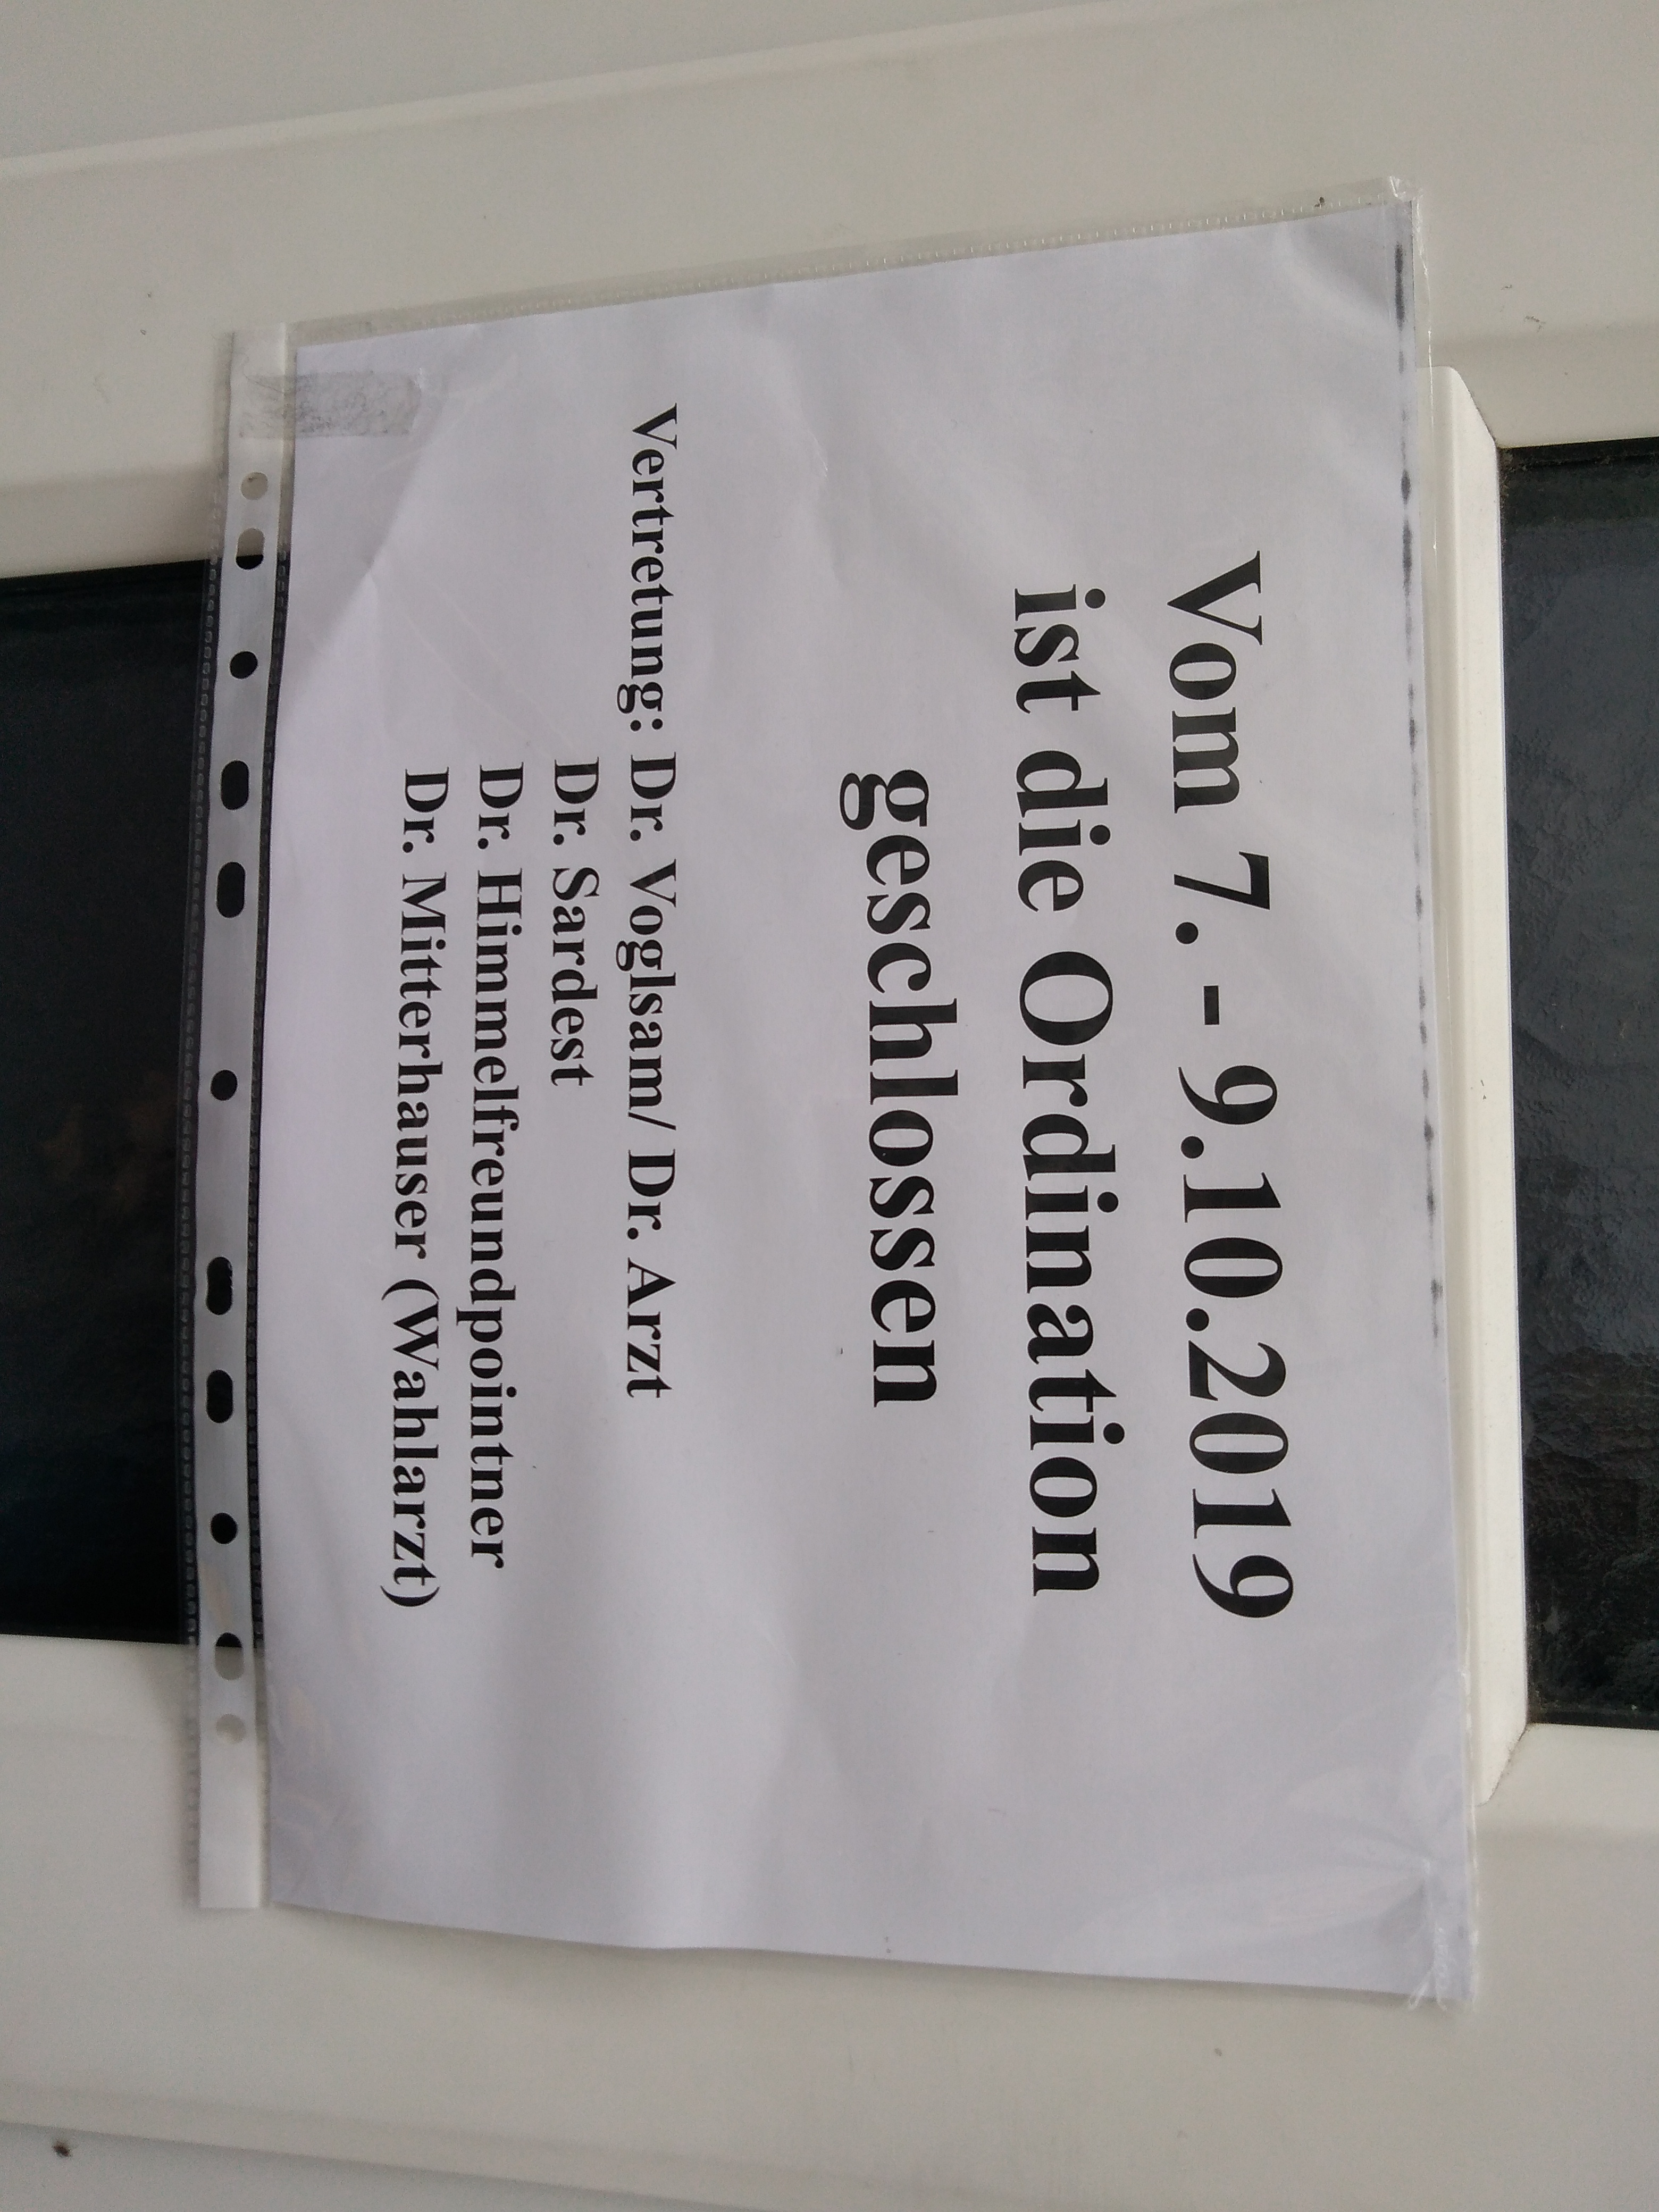 Vom 7. - 9.10.2019
ist die Ordination
geschlossen
Vertretung: Dr. Voglsam/ Dr. Arzt
Dr. Sardest
Dr. Himmelfreundpointner
Dr. Mitterhauser (Wahlarzt)